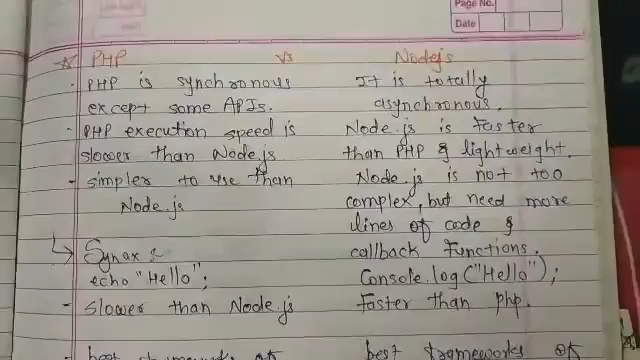 Page No.
Date
PHP vs Nodejs
- PHP is synchronous It is totally
except some APIs. asynchronous.
- PHP execution speed is Node.js is faster
slower than Node.js than PHP & lightweight.
- simpler to use than Node.js is not too
Node.js complex, but need more
lines of code &
Synax : callback functions.
echo "Hello"; Console.log("Hello");
- slower than Node.js faster than php.
best frameworks of